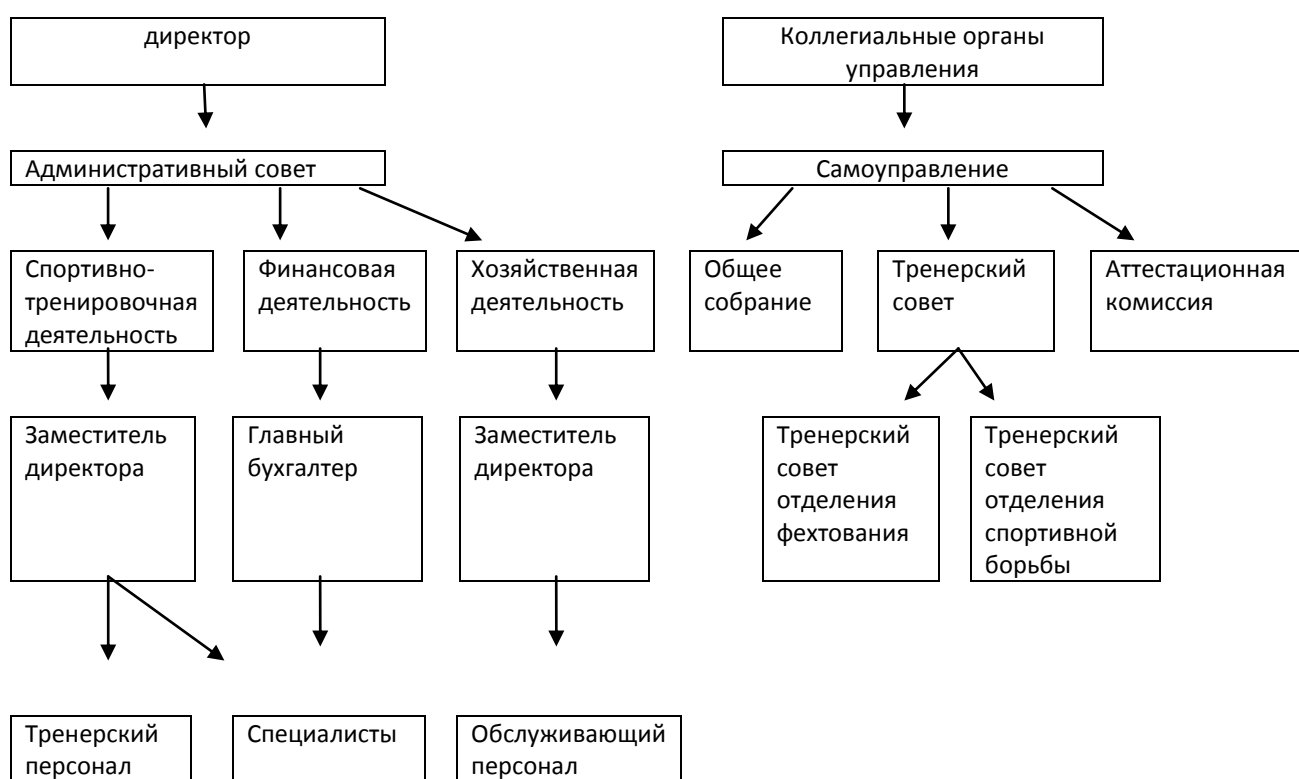 директор
Коллегиальные органы
управления
Административный совет
Самоуправление
Спортивно-
тренировочная
деятельность
Финансовая
деятельность
Хозяйственная
деятельность
Общее
собрание
Тренерский
совет
Аттестационная
комиссия
Заместитель
директора
Главный
бухгалтер
Заместитель
директора
Тренерский
совет
отделения
фехтования
Тренерский
совет
отделения
спортивной
борьбы
Тренерский
персонал
Специалисты
Обслуживающий
персонал